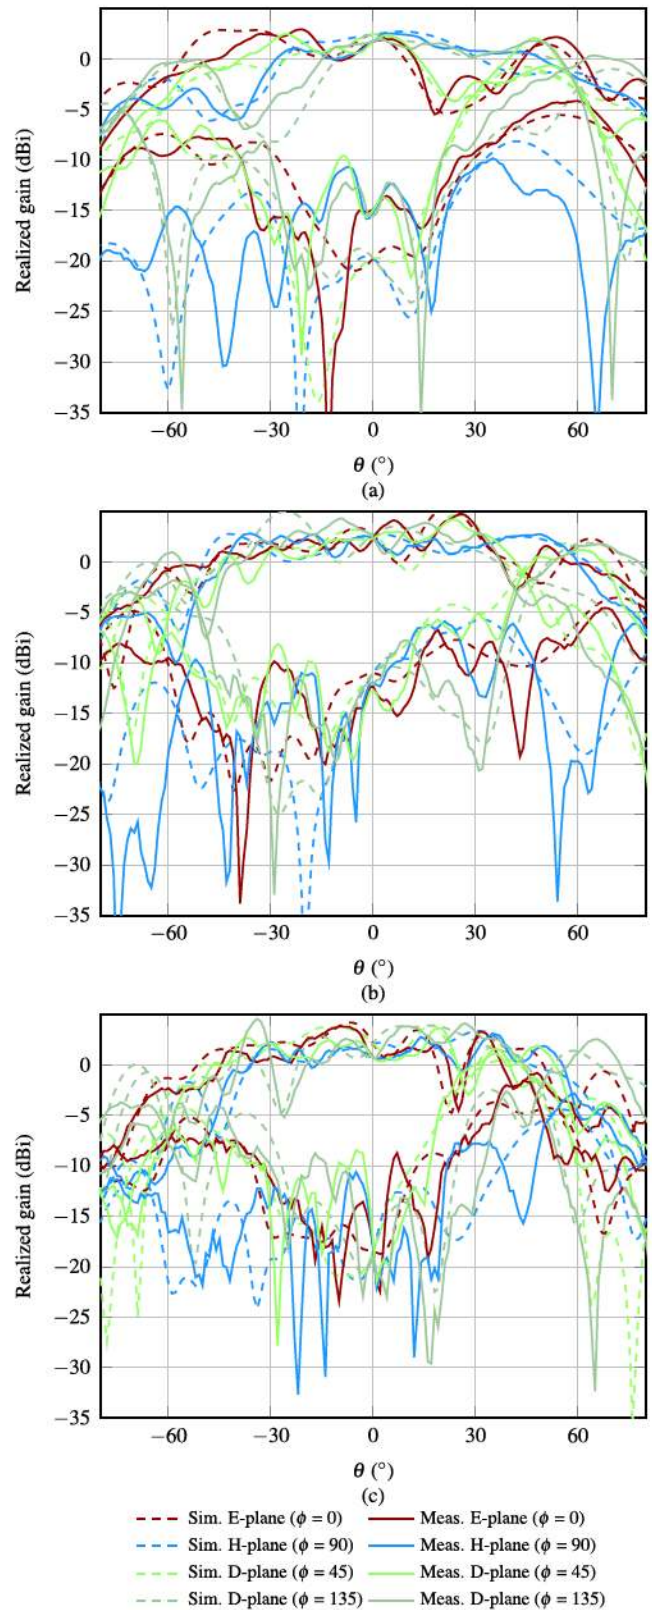 0
−5
−10
−15
−20
−25
−30
−35
Realized gain (dBi)
−60 −30 0 30 60
θ (°)
(a)
0
−5
−10
−15
−20
−25
−30
−35
Realized gain (dBi)
−60 −30 0 30 60
θ (°)
(b)
0
−5
−10
−15
−20
−25
−30
−35
Realized gain (dBi)
−60 −30 0 30 60
θ (°)
(c)
Sim. E-plane (ϕ = 0) Meas. E-plane (ϕ = 0)
Sim. H-plane (ϕ = 90) Meas. H-plane (ϕ = 90)
Sim. D-plane (ϕ = 45) Meas. D-plane (ϕ = 45)
Sim. D-plane (ϕ = 135) Meas. D-plane (ϕ = 135)